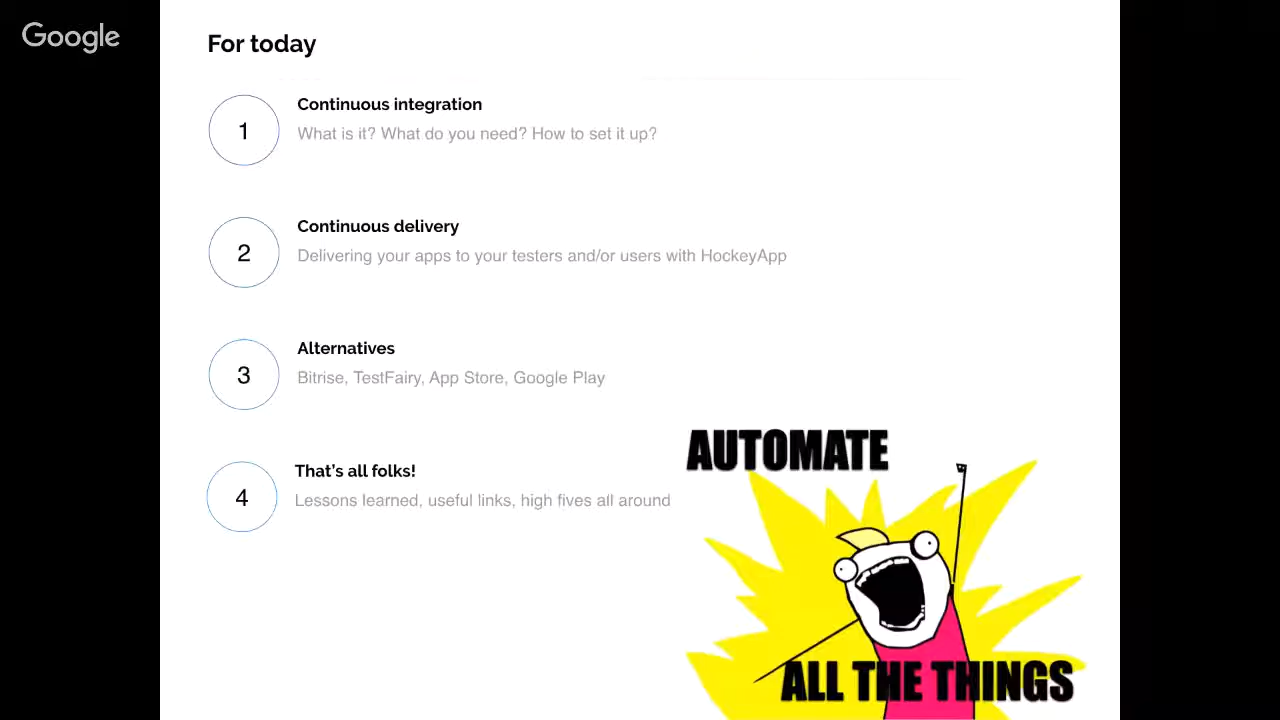 Google
For today
1
Continuous integration
What is it? What do you need? How to set it up?
2
Continuous delivery
Delivering your apps to your testers and/or users with HockeyApp
3
Alternatives
Bitrise, TestFairy, App Store, Google Play
4
That's all folks!
Lessons learned, useful links, high fives all around
AUTOMATE
ALL THE THINGS